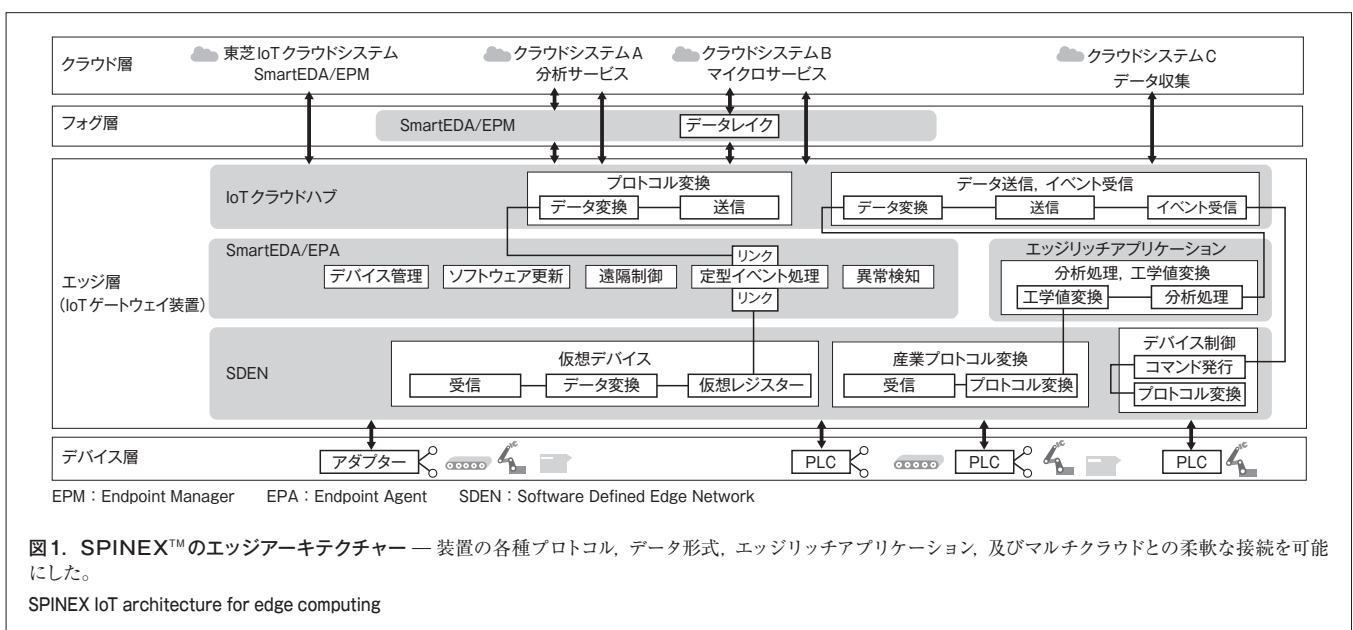 クラウド層
東芝IoTクラウドシステム
SmartEDA/EPM
クラウドシステムA
分析サービス
クラウドシステムB
マイクロサービス
クラウドシステムC
データ収集
フォグ層
SmartEDA/EPM
データレイク
エッジ層
(IoTゲートウェイ装置)
IoTクラウドハブ
プロトコル変換
データ変換
送信
データ送信，イベント受信
データ変換
送信
イベント受信
SmartEDA/EPA
リンク
デバイス管理
ソフトウェア更新
遠隔制御
定型イベント処理
異常検知
リンク
エッジリッチアプリケーション
分析処理，工学値変換
工学値変換
分析処理
SDEN
仮想デバイス
受信
データ変換
仮想レジスター
産業プロトコル変換
受信
プロトコル変換
デバイス制御
コマンド発行
プロトコル変換
デバイス層
アダプター
PLC
PLC
PLC
EPM：Endpoint Manager EPA：Endpoint Agent SDEN：Software Defined Edge Network
図1. SPINEX™のエッジアーキテクチャー — 装置の各種プロトコル，データ形式，エッジリッチアプリケーション，及びマルチクラウドとの柔軟な接続を可能
にした。
SPINEX IoT architecture for edge computing